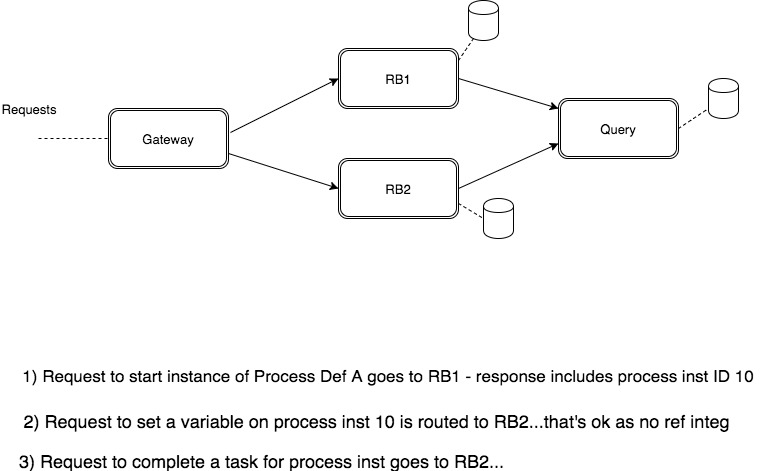 Requests
Gateway
RB1
RB2
Query
1) Request to start instance of Process Def A goes to RB1 - response includes process inst ID 10
2) Request to set a variable on process inst 10 is routed to RB2...that's ok as no ref integ
3) Request to complete a task for process inst goes to RB2...